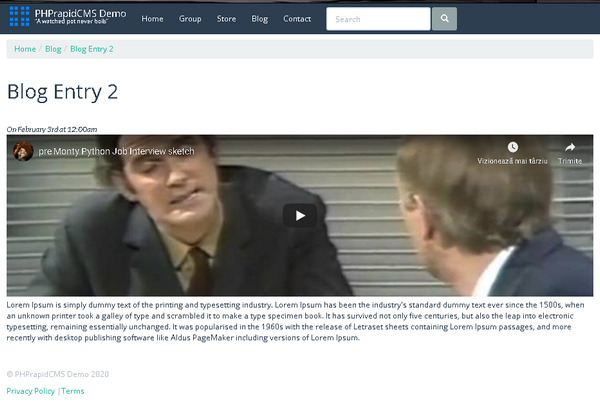 PHPrapidCMS Demo
"A watched pot never boils"
Home Group Store Blog Contact Search
Home / Blog / Blog Entry 2
Blog Entry 2
On February 3rd at 12:00am
pre Monty Python Job Interview sketch
Vizionează mai târziu Trimite
Lorem Ipsum is simply dummy text of the printing and typesetting industry. Lorem Ipsum has been the industry's standard dummy text ever since the 1500s, when
an unknown printer took a galley of type and scrambled it to make a type specimen book. It has survived not only five centuries, but also the leap into electronic
typesetting, remaining essentially unchanged. It was popularised in the 1960s with the release of Letraset sheets containing Lorem Ipsum passages, and more
recently with desktop publishing software like Aldus PageMaker including versions of Lorem Ipsum.
© PHPrapidCMS Demo 2020
Privacy Policy |Terms